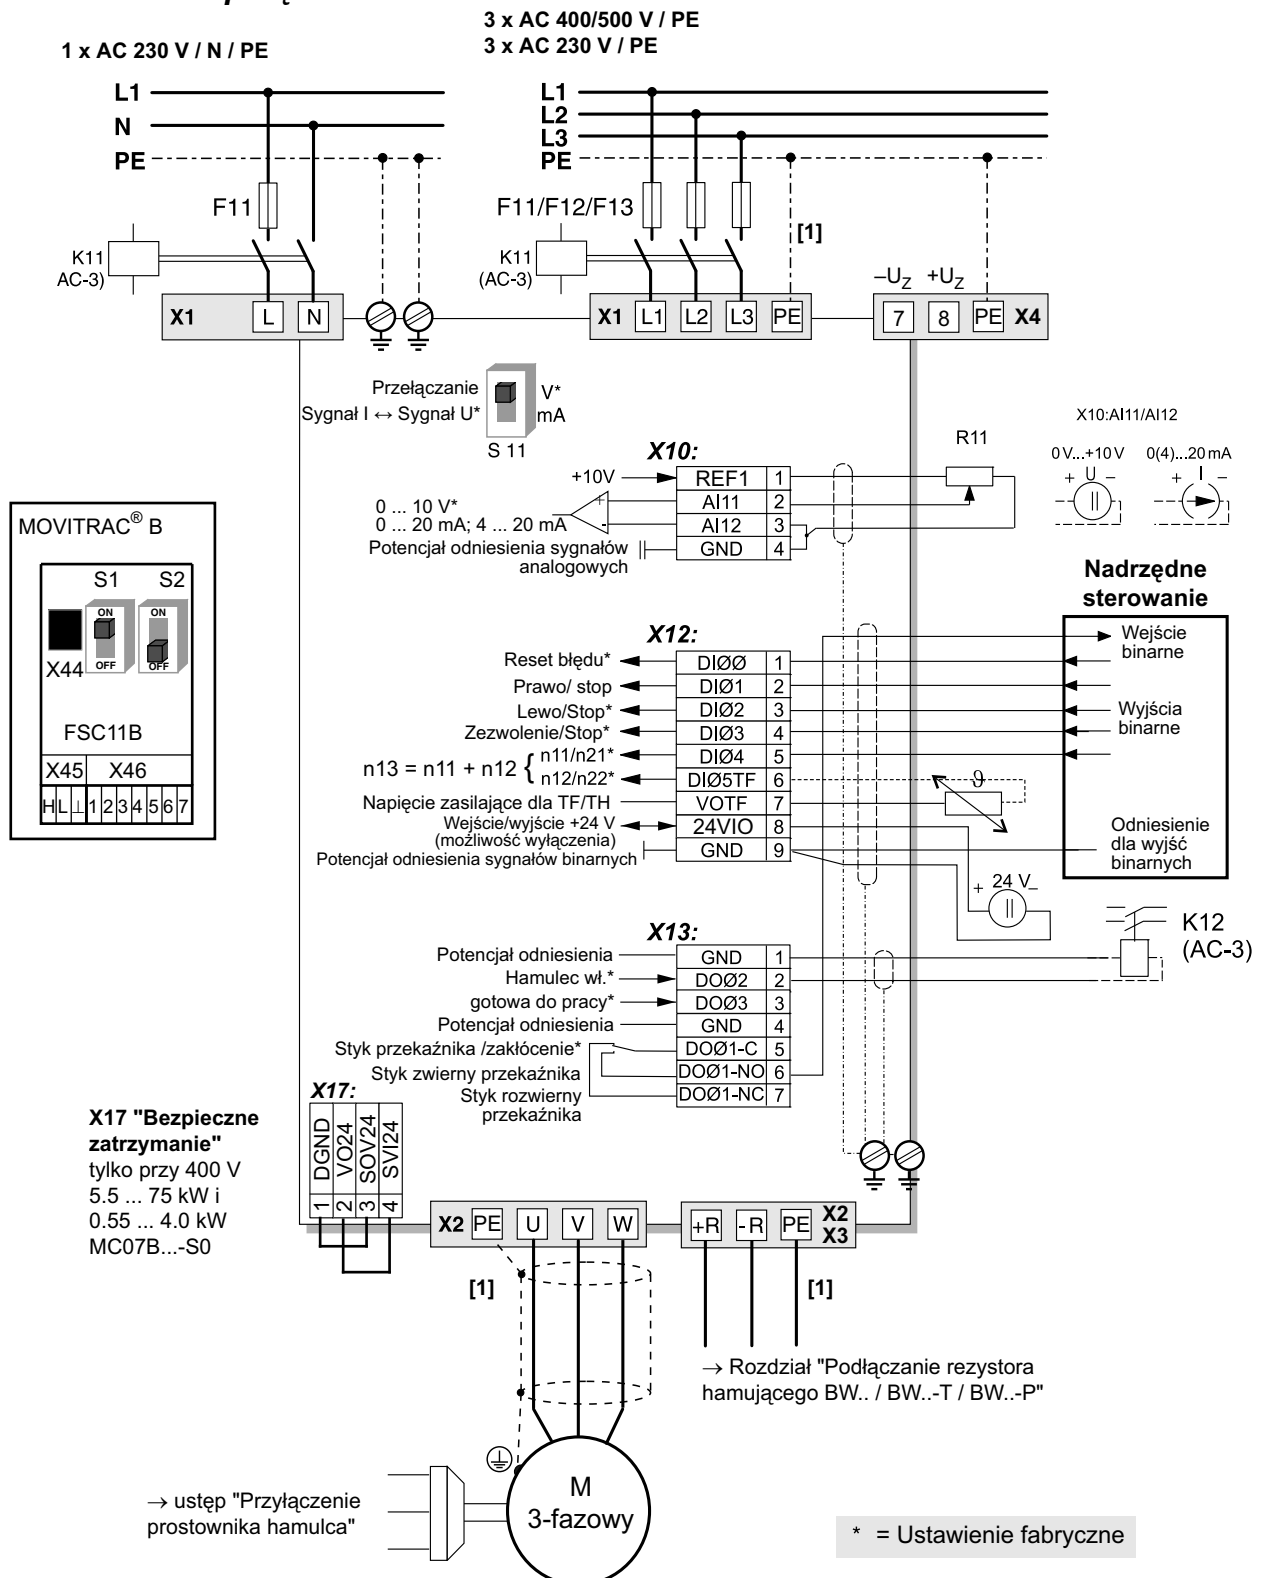 3 x AC 400/500 V / PE
1 x AC 230 V / N / PE
3 x AC 230 V / PE
L1
N
PE
L1
L2
L3
PE
F11
F11/F12/F13
[1]
K11
AC-3)
K11
(AC-3)
–UZ +UZ
X1 L N
X1 L1 L2 L3 PE
7 8 PE X4
Przełączanie
Sygnał I ↔ Sygnał U*
V*
mA
S 11
X10:AI11/AI12
R11
0V...+10V 0(4)...20mA
+ U –
+ I –
X10:
+10V
REF1 1
AI11 2
AI12 3
GND 4
+
-
0 ... 10 V*
0 ... 20 mA; 4 ... 20 mA
Potencjał odniesienia sygnałów
analogowych
MOVITRAC® B
S1 S2
ON ON
OFF OFF
X44
FSC11B
X45 X46
H L ⊥ 1 2 3 4 5 6 7
Nadrzędne
sterowanie
Wejście
binarne
Wyjścia
binarne
Odniesienie
dla wyjść
binarnych
X12:
Reset błędu* DIØØ 1
Prawo/ stop DIØ1 2
Lewo/Stop* DIØ2 3
Zezwolenie/Stop* DIØ3 4
n13 = n11 + n12 {
n11/n21* DIØ4 5
n12/n22* DIØ5TF 6
Napięcie zasilające dla TF/TH VOTF 7
Wejście/wyjście +24 V 24VIO 8
(możliwość wyłączenia)
Potencjał odniesienia sygnałów binarnych GND 9
ϑ
+ 24 V –
K12
(AC-3)
X13:
Potencjał odniesienia GND 1
Hamulec wł.* DOØ2 2
gotowa do pracy* DOØ3 3
Potencjał odniesienia GND 4
Styk przekaźnika /zakłócenie* DOØ1-C 5
Styk zwierny przekaźnika DOØ1-NO 6
Styk rozwierny DOØ1-NC 7
przekaźnika
X17:
DGND
VO24
SOV24
SVI24
1 2 3 4
X17 "Bezpieczne
zatrzymanie"
tylko przy 400 V
5.5 ... 75 kW i
0.55 ... 4.0 kW
MC07B...-S0
X2 PE U V W
+R -R PE X2
X3
[1]
[1]
→ Rozdział "Podłączanie rezystora
hamującego BW.. / BW..-T / BW..-P"
M
3-fazowy
→ ustęp "Przyłączenie
prostownika hamulca"
* = Ustawienie fabryczne